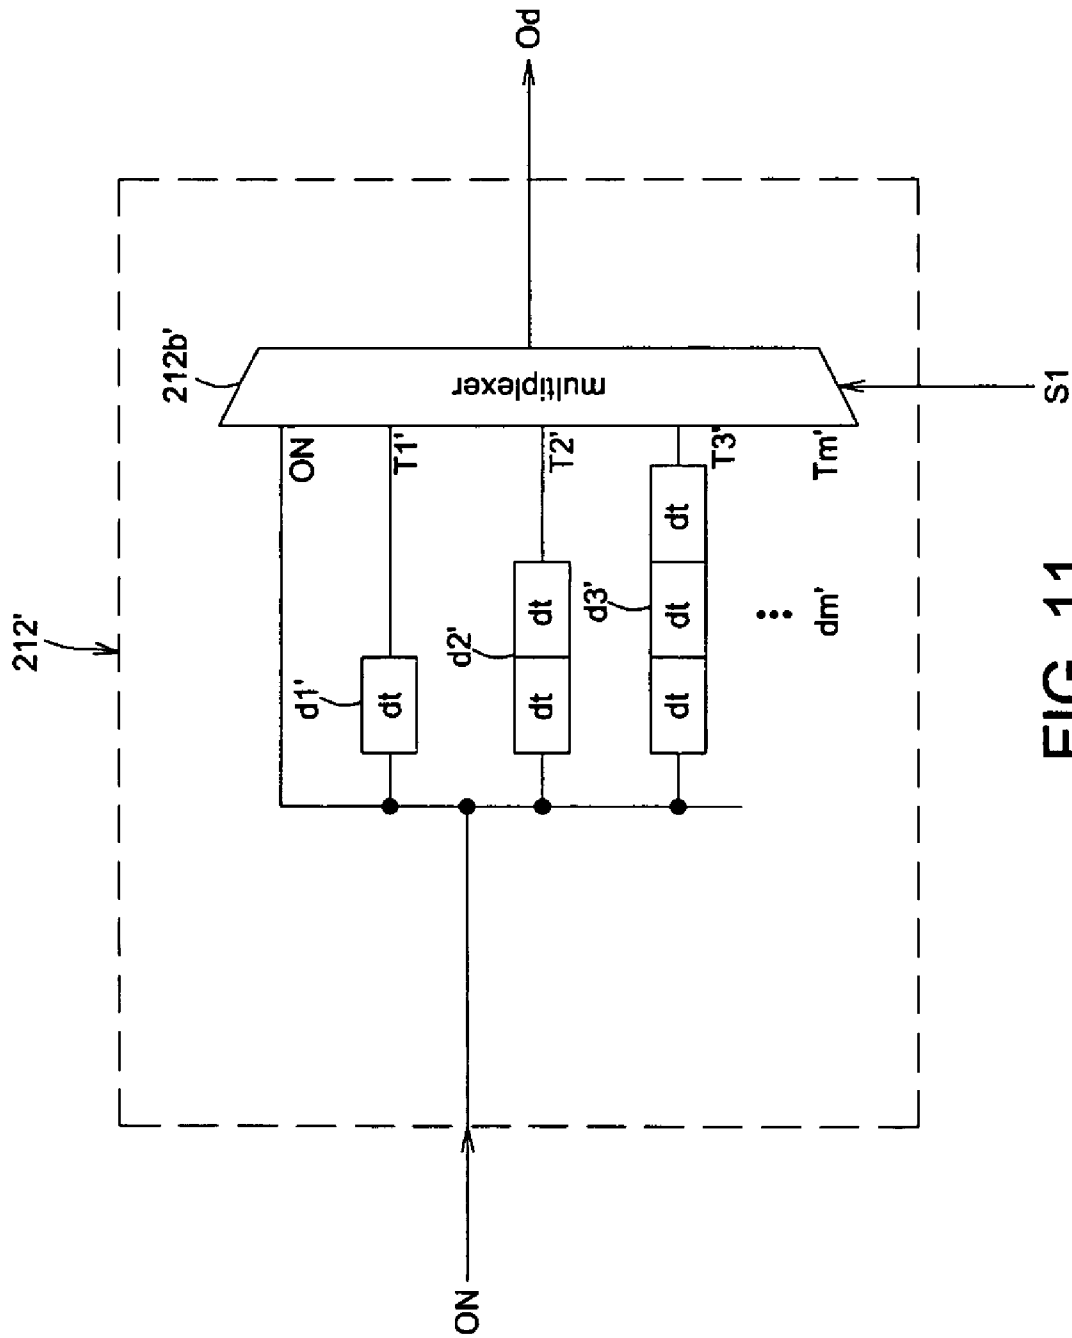 212'
212b'
Od
ON
multiplexer
d1'
dt
T1'
d2'
dt
dt
T2'
d3'
dt
dt
dt
T3'
dm'
Tm'
ON
S1
FIG. 11